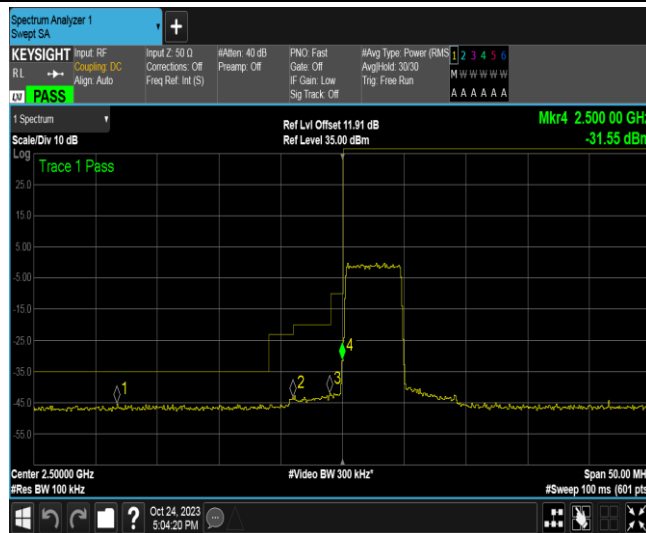 Spectrum Analyzer 1
Swept SA
+
KEYSIGHT
RL
LXI PASS
Input: RF
Coupling: DC
Align: Auto
Input Z: 50 Ω
Corrections: Off
Freq Ref: Int (S)
#Atten: 40 dB
Preamp: Off
PNO: Fast
Gate: Off
IF Gain: Low
Sig Track: Off
#Avg Type: Power (RMS
Avg|Hold: 30/30
Trig: Free Run
1 2 3 4 5 6
M W W W W W
A A A A A A
1 Spectrum
Scale/Div 10 dB
Ref Lvl Offset 11.91 dB
Ref Level 35.00 dBm
Mkr4 2.500 00 GHz
-31.55 dBm
Log
Trace 1 Pass
25.0
15.0
5.00
-5.00
-15.0
-25.0
-35.0
-45.0
-55.0
1
2
3
4
Center 2.50000 GHz
#Res BW 100 kHz
#Video BW 300 kHz*
Span 50.00 MH
#Sweep 100 ms (601 pts
?
Oct 24, 2023
5:04:20 PM